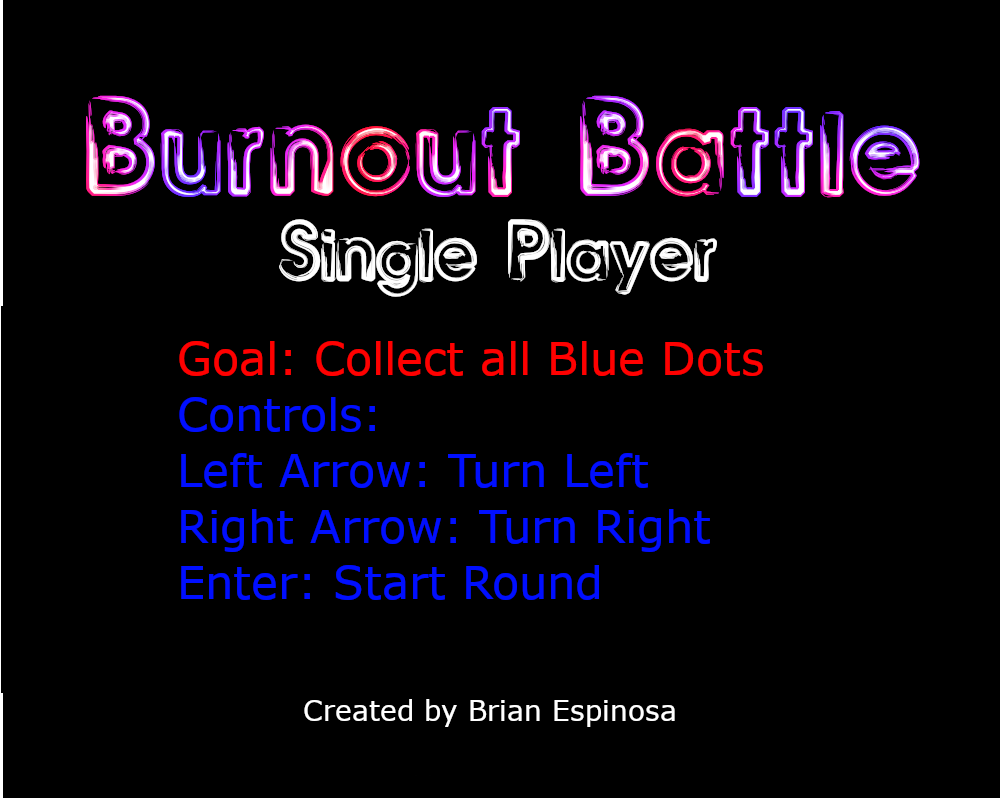 Burnout Battle
Single Player
Goal: Collect all Blue Dots
Controls:
Left Arrow: Turn Left
Right Arrow: Turn Right
Enter: Start Round
Created by Brian Espinosa